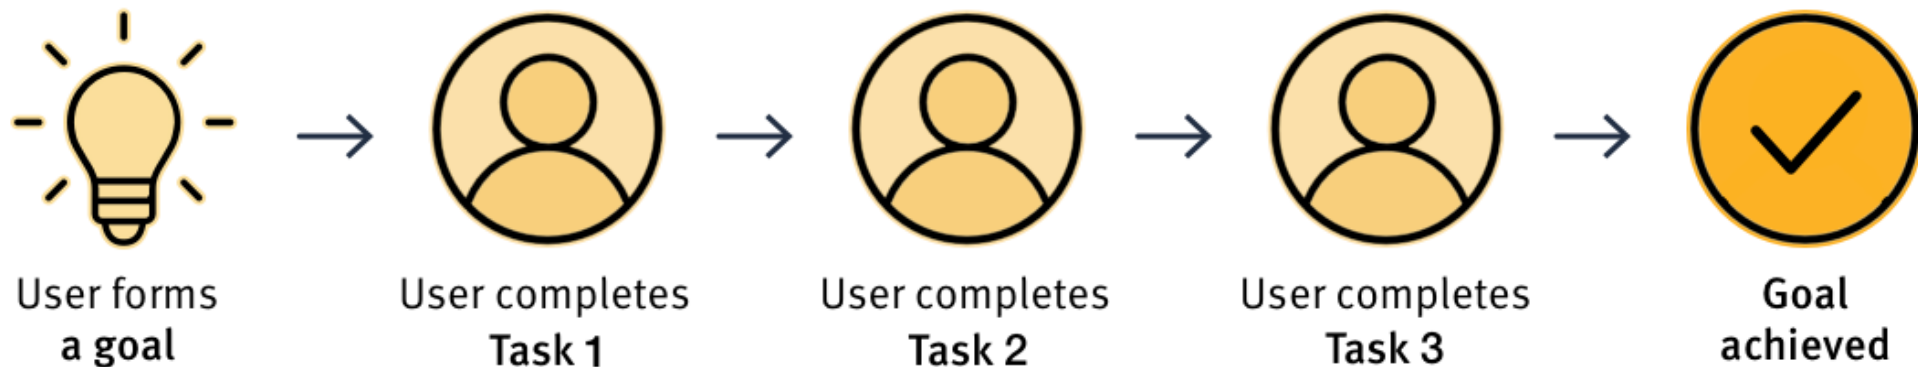 User forms
a goal
User completes
Task 1
User completes
Task 2
User completes
Task 3
Goal
achieved